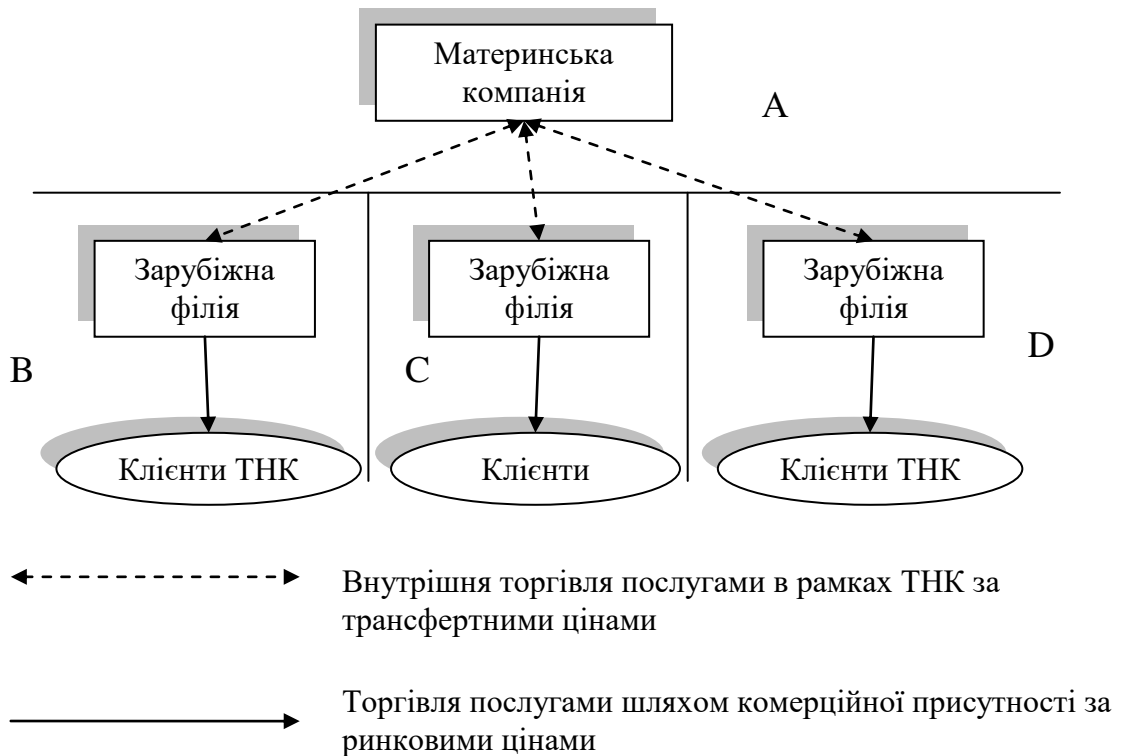 Материнська
компанія
A
Зарубіжна
філія
Зарубіжна
філія
Зарубіжна
філія
B
C
D
Клієнти ТНК
Клієнти
Клієнти ТНК
Внутрішня торгівля послугами в рамках ТНК за
трансфертними цінами
Торгівля послугами шляхом комерційної присутності за
ринковими цінами